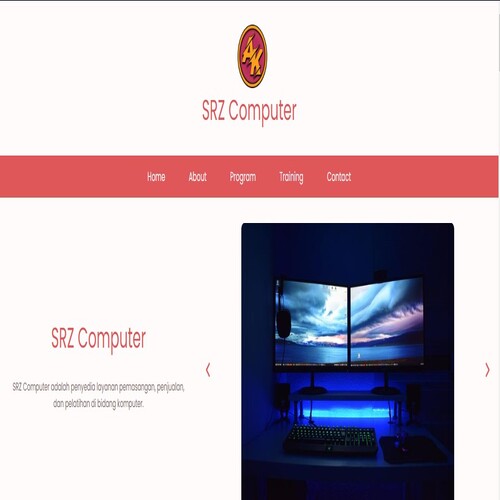 AK
SRZ Computer
Home About Program Training Contact
SRZ Computer
SRZ Computer adalah penyedia layanan pemasangan, penjualan,
dan pelatihan di bidang komputer.